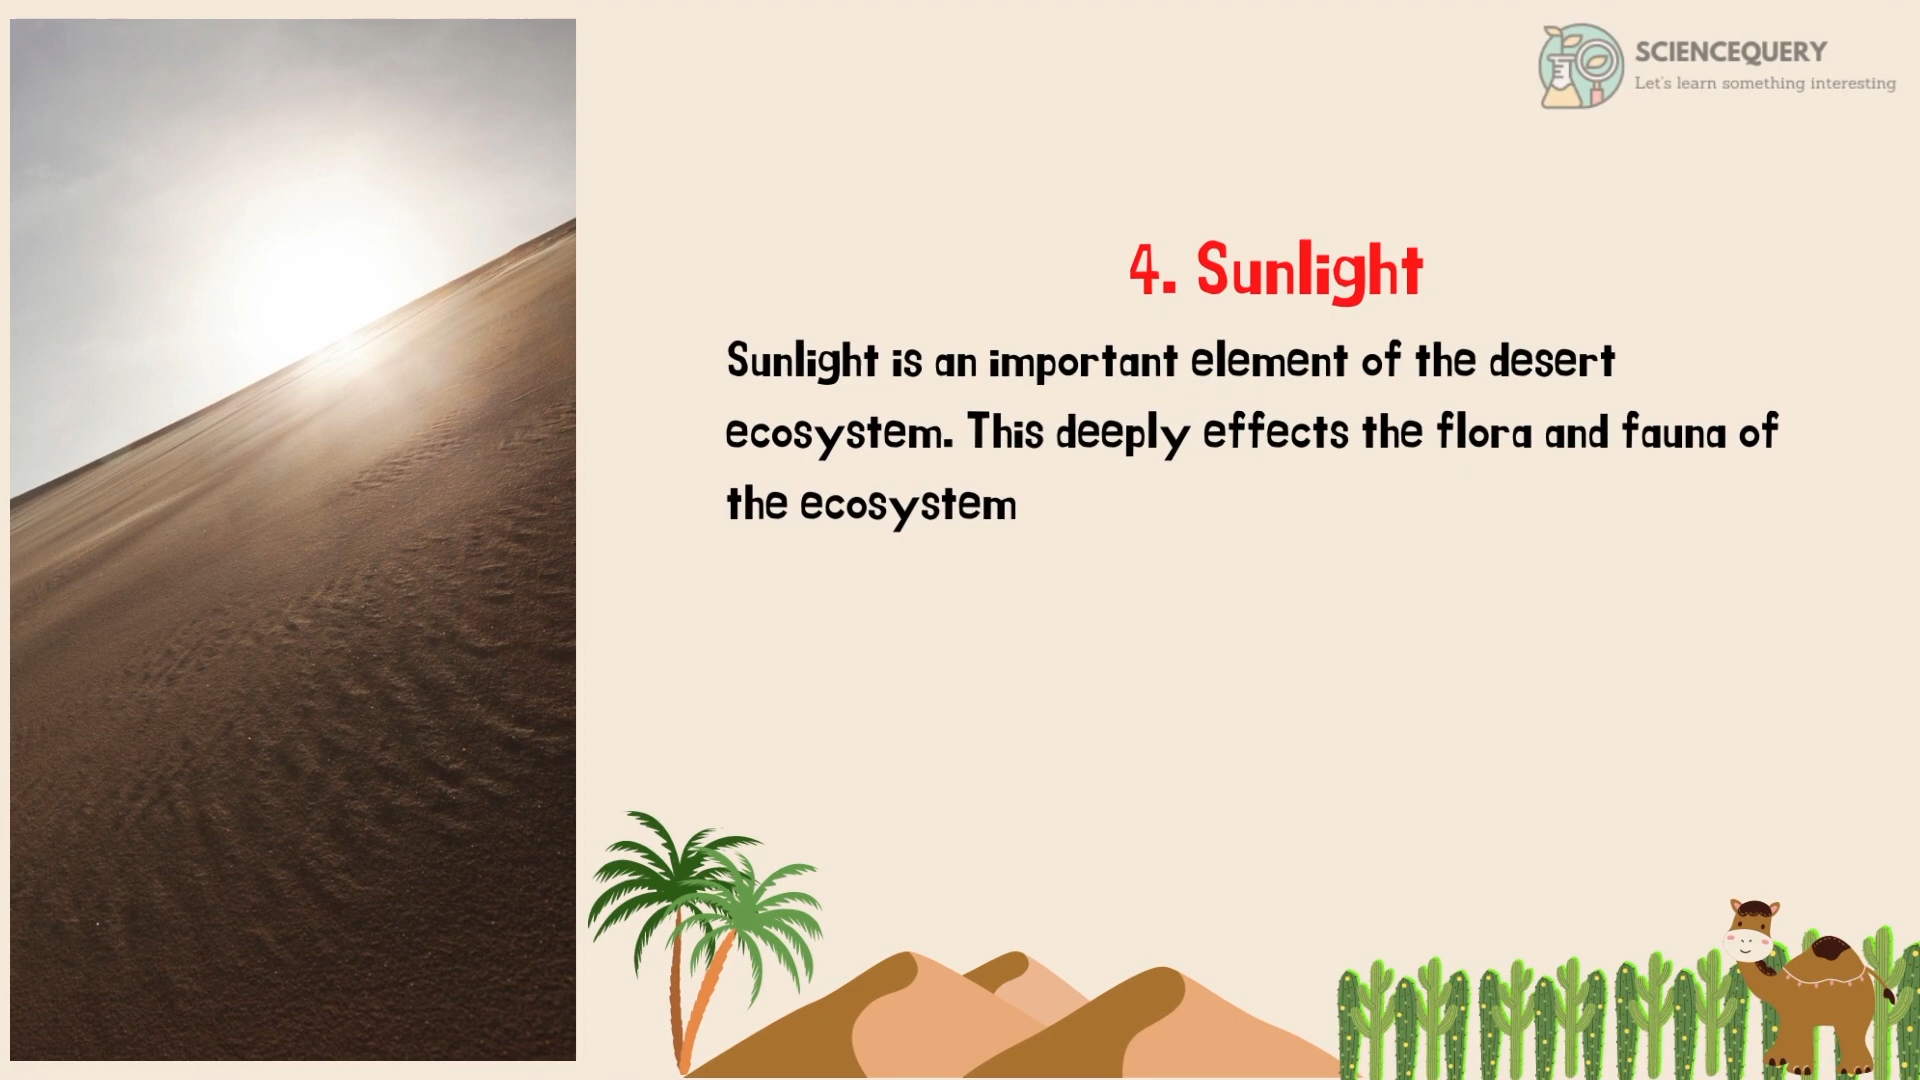 SCIENCEQUERY
Let's learn something interesting
4. Sunlight
Sunlight is an important element of the desert
ecosystem. This deeply effects the flora and fauna of
the ecosystem